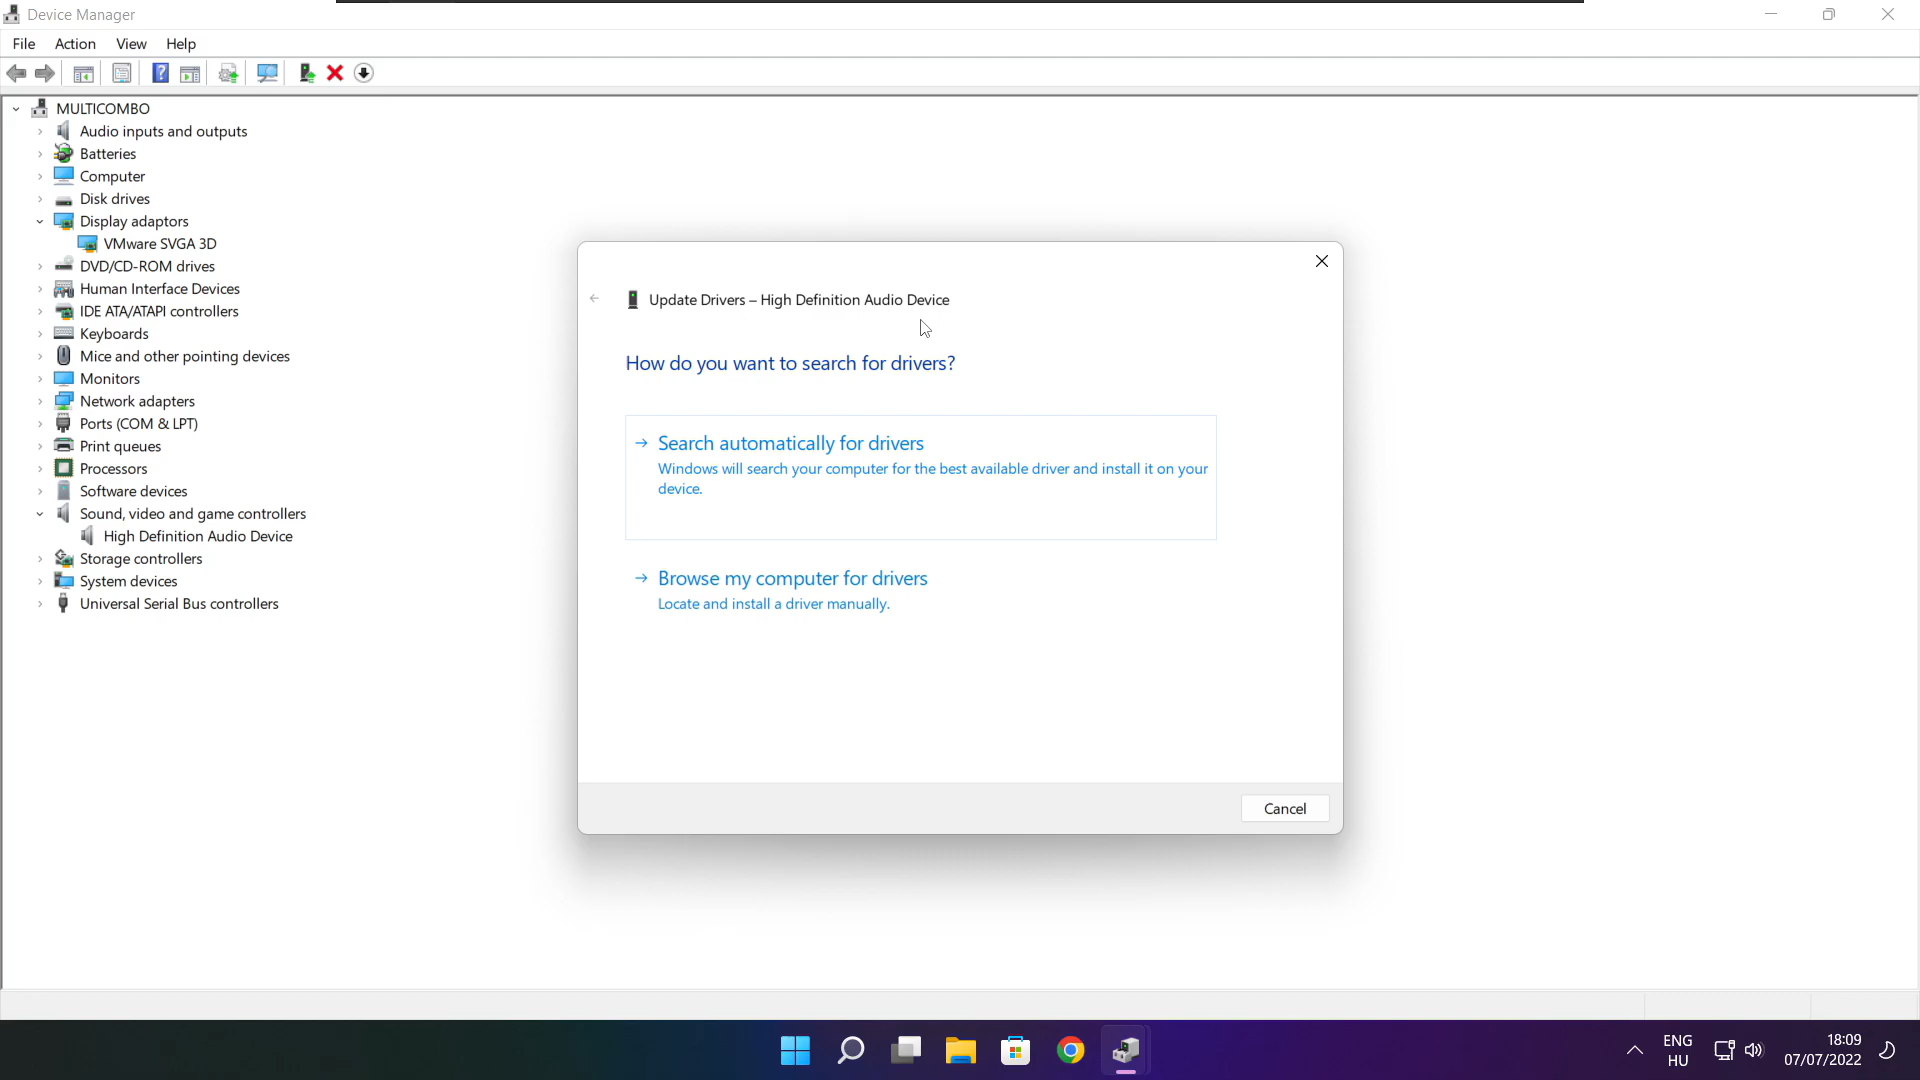 Device Manager
File Action View Help
MULTICOMBO
Audio inputs and outputs
Batteries
Computer
Disk drives
Display adaptors
VMware SVGA 3D
DVD/CD-ROM drives
Human Interface Devices
IDE ATA/ATAPI controllers
Keyboards
Mice and other pointing devices
Monitors
Network adapters
Ports (COM & LPT)
Print queues
Processors
Software devices
Sound, video and game controllers
High Definition Audio Device
Storage controllers
System devices
Universal Serial Bus controllers
Update Drivers – High Definition Audio Device
How do you want to search for drivers?
Search automatically for drivers
Windows will search your computer for the best available driver and install it on your
device.
Browse my computer for drivers
Locate and install a driver manually.
Cancel
ENG
HU
18:09
07/07/2022